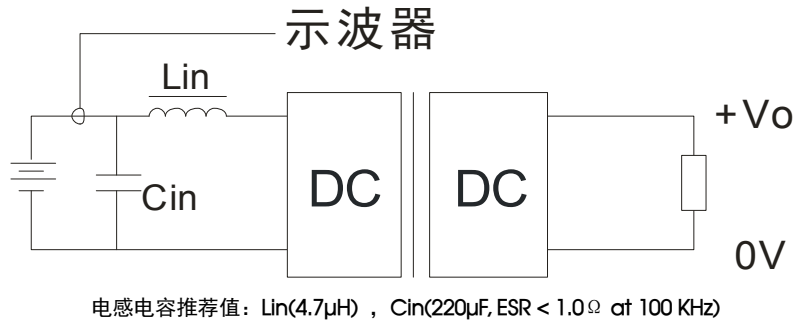 示波器
Lin
+Vo
DC
DC
Cin
0V
电感电容推荐值：Lin(4.7μH) ，Cin(220μF, ESR < 1.0Ω at 100 KHz)